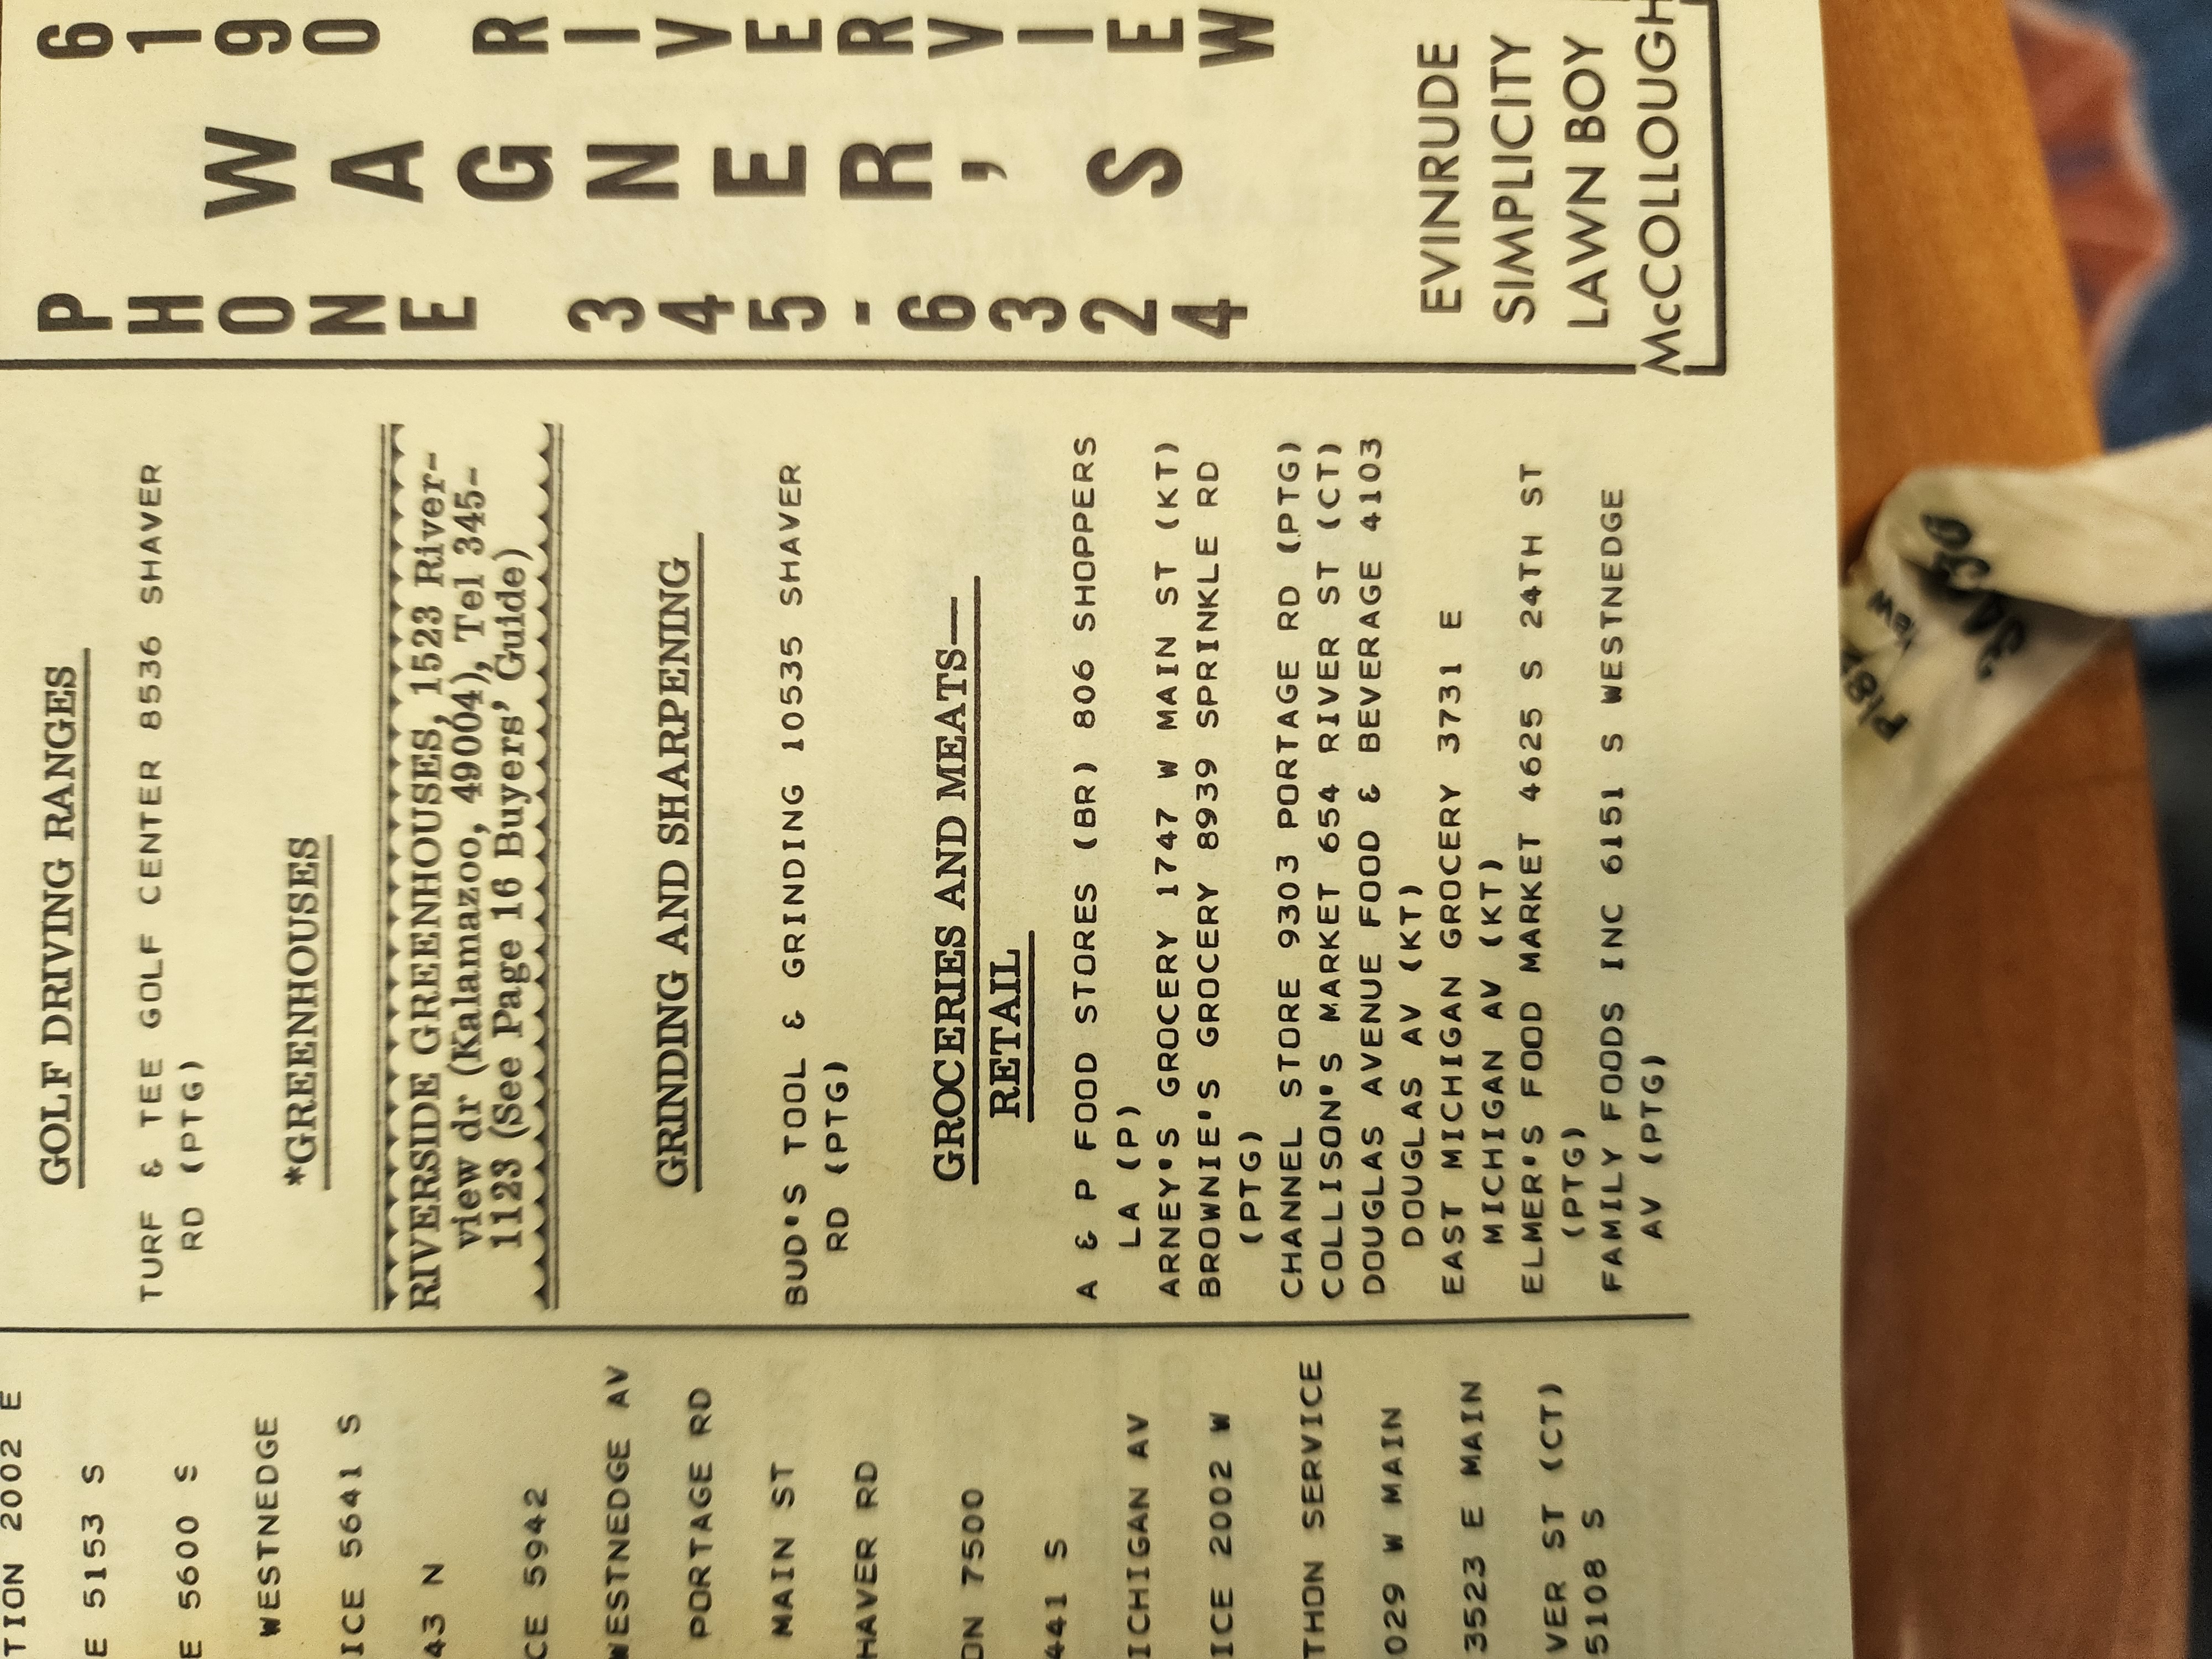 TION 2002 E
E 5153 S
E 5600 S
WESTNEDGE
ICE 5641 S
43 N
CE 5942
WESTNEDGE AV
PORTAGE RD
MAIN ST
HAVER RD
ON 7500
441 S
ICHIGAN AV
ICE 2002 W
THON SERVICE
029 W MAIN
3523 E MAIN
VER ST (CT)
5108 S
GOLF DRIVING RANGES
TURF & TEE GOLF CENTER 8536 SHAVER
RD (PTG)
*GREENHOUSES
RIVERSIDE GREENHOUSES, 1523 River-
view dr (Kalamazoo, 49004), Tel 345-
1123 (See Page 16 Buyers' Guide)
GRINDING AND SHARPENING
BUD'S TOOL & GRINDING 10535 SHAVER
RD (PTG)
GROCERIES AND MEATS—
RETAIL
A & P FOOD STORES (BR) 806 SHOPPERS
LA (P)
ARNEY'S GROCERY 1747 W MAIN ST (KT)
BROWNIE'S GROCERY 8939 SPRINKLE RD
(PTG)
CHANNEL STORE 9303 PORTAGE RD (PTG)
COLLISON'S MARKET 654 RIVER ST (CT)
DOUGLAS AVENUE FOOD & BEVERAGE 4103
DOUGLAS AV (KT)
EAST MICHIGAN GROCERY 3731 E
MICHIGAN AV (KT)
ELMER'S FOOD MARKET 4625 S 24TH ST
(PTG)
FAMILY FOODS INC 6151 S WESTNEDGE
AV (PTG)
PHONE 345-6324
WAGNER'S
6190 RIVERVIEW
EVINRUDE
SIMPLICITY
LAWN BOY
McCOLLOUGH